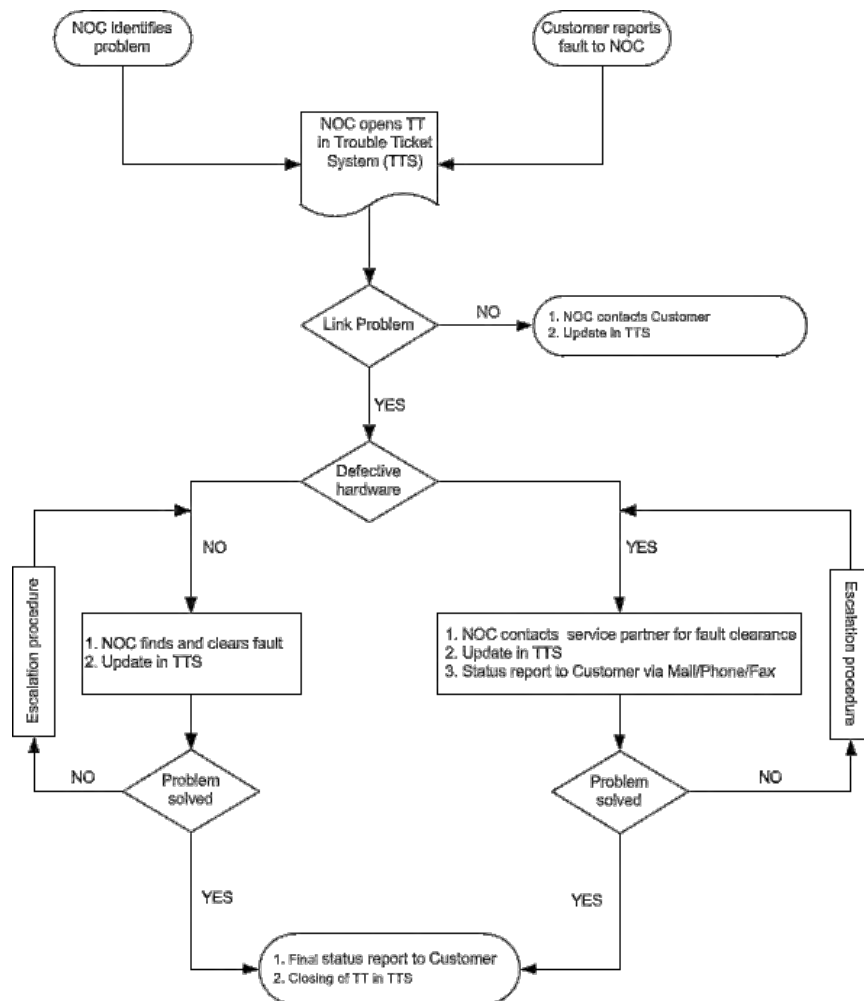 NOC identifies
problem
Customer reports
fault to NOC
NOC opens TT
in Trouble Ticket
System (TTS)
Link Problem
NO
1. NOC contacts Customer
2. Update in TTS
YES
Defective
hardware
NO
YES
Escalation procedure
1. NOC finds and clears fault
2. Update in TTS
1. NOC contacts service partner for fault clearance
2. Update in TTS
3. Status report to Customer via Mail/Phone/Fax
Escalation procedure
NO
Problem
solved
Problem
solved
NO
YES
YES
1. Final status report to Customer
2. Closing of TT in TTS